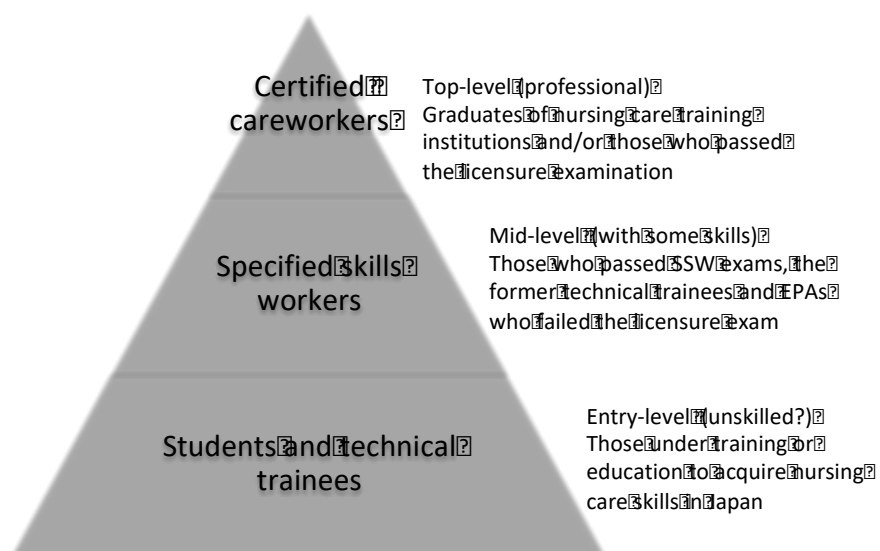 Certified
careworkers
Top-level (professional)
Graduates of nursing care training
institutions and/or those who passed
the licensure examination
Specified skills
workers
Mid-level (with some skills)
Those who passed SSW exams, the
former technical trainees and EPAs
who failed the licensure exam
Students and technical
trainees
Entry-level (unskilled?)
Those under training or
education to acquire nursing
care skills in Japan